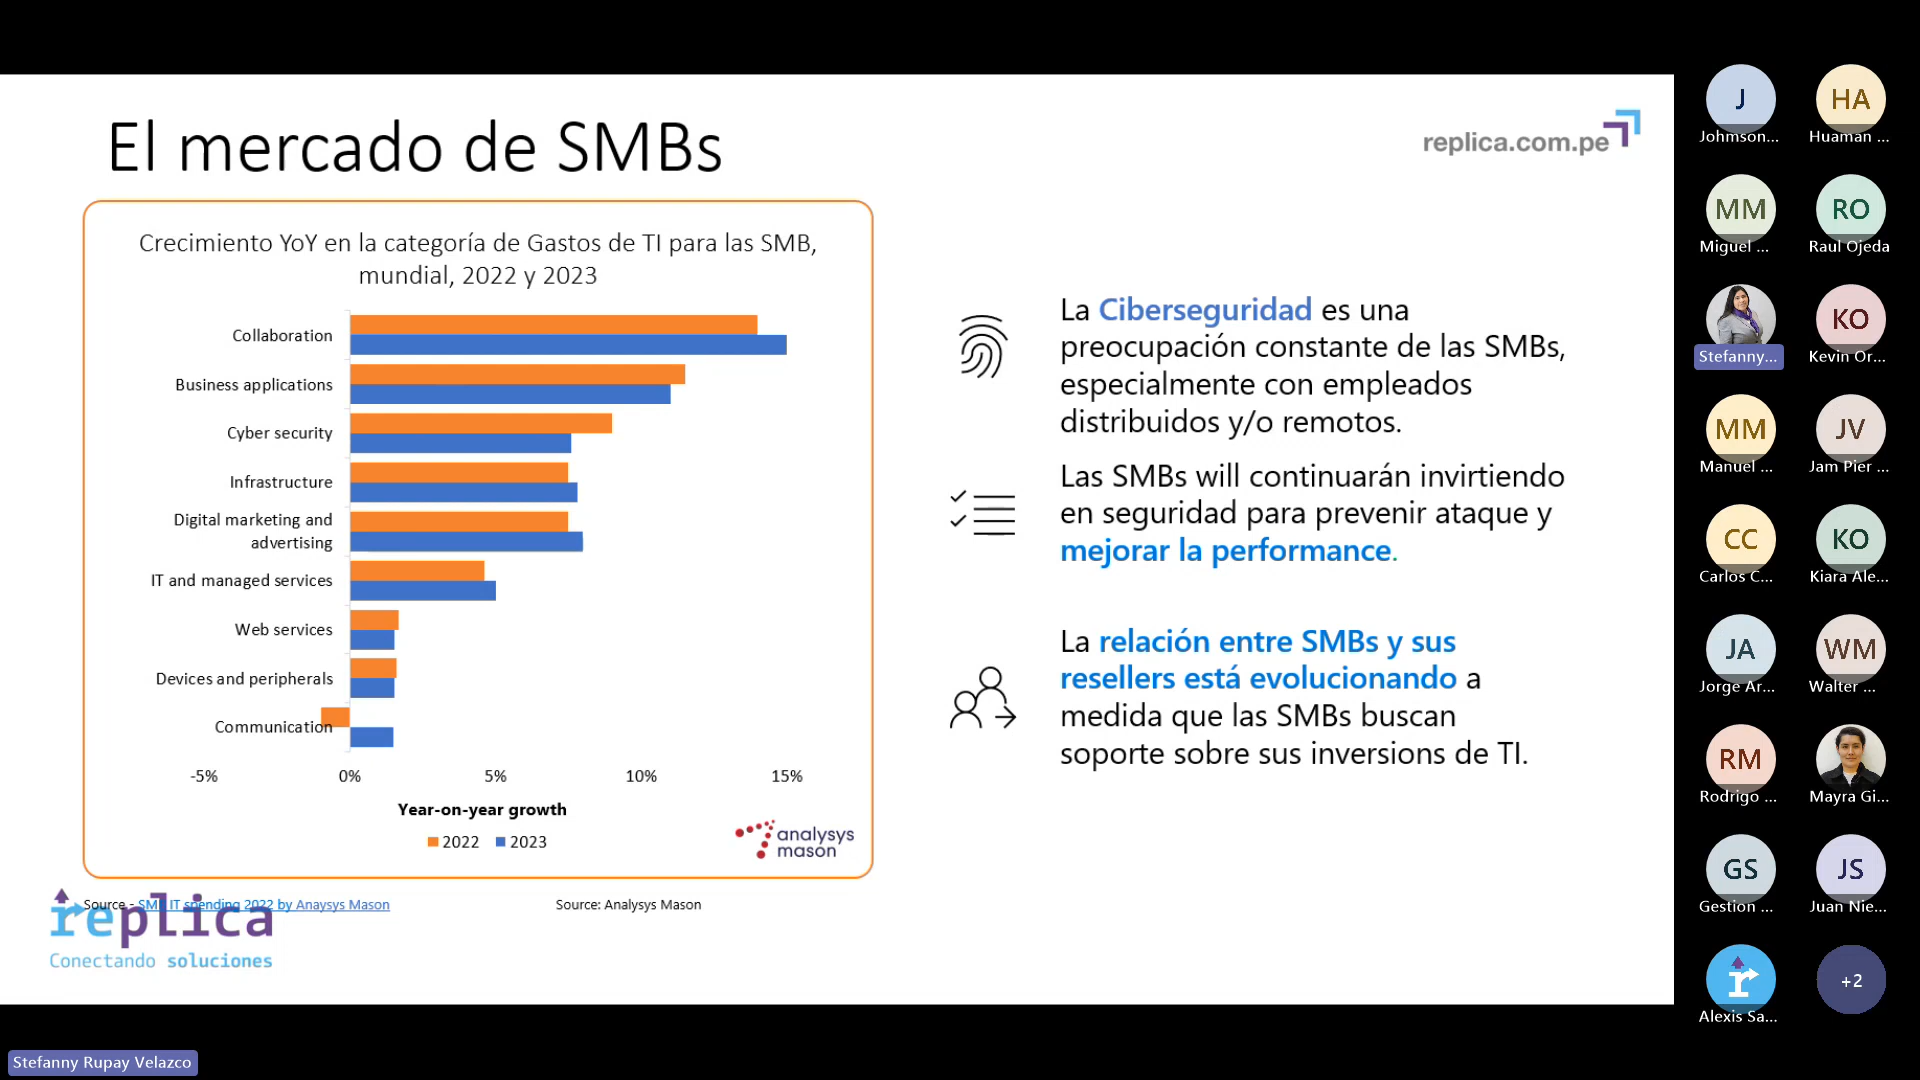 El mercado de SMBs
replica.com.pe
Crecimiento YoY en la categoría de Gastos de TI para las SMB,
mundial, 2022 y 2023
Collaboration
Business applications
Cyber security
Infrastructure
Digital marketing and
advertising
IT and managed services
Web services
Devices and peripherals
Communication
-5%
0%
5%
10%
15%
Year-on-year growth
2022
2023
analysys
mason
Source - SMB IT spending 2022 by Anaysys Mason
Source: Analysys Mason
replica
Conectando soluciones
La Ciberseguridad es una
preocupación constante de las SMBs,
especialmente con empleados
distribuidos y/o remotos.
Las SMBs will continuarán invirtiendo
en seguridad para prevenir ataque y
mejorar la performance.
La relación entre SMBs y sus
resellers está evolucionando a
medida que las SMBs buscan
soporte sobre sus inversions de TI.
J
Johmson...
HA
Huaman ...
MM
Miguel ...
RO
Raul Ojeda
Stefanny...
KO
Kevin Or...
MM
Manuel ...
JV
Jam Pier ...
CC
Carlos C...
KO
Kiara Ale...
JA
Jorge Ar...
WM
Walter ...
RM
Rodrigo ...
Mayra Gi...
GS
Gestion ...
JS
Juan Nie...
r
Alexis Sa...
+2
Stefanny Rupay Velazco